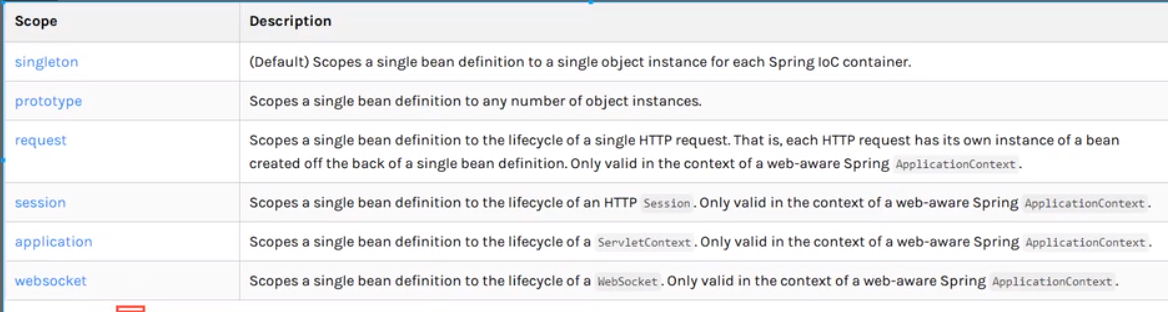 Scope Description
singleton (Default) Scopes a single bean definition to a single object instance for each Spring IoC container.
prototype Scopes a single bean definition to any number of object instances.
request Scopes a single bean definition to the lifecycle of a single HTTP request. That is, each HTTP request has its own instance of a bean
created off the back of a single bean definition. Only valid in the context of a web-aware Spring ApplicationContext.
session Scopes a single bean definition to the lifecycle of an HTTP Session. Only valid in the context of a web-aware Spring ApplicationContext.
application Scopes a single bean definition to the lifecycle of a ServletContext. Only valid in the context of a web-aware Spring ApplicationContext.
websocket Scopes a single bean definition to the lifecycle of a WebSocket. Only valid in the context of a web-aware Spring ApplicationContext.